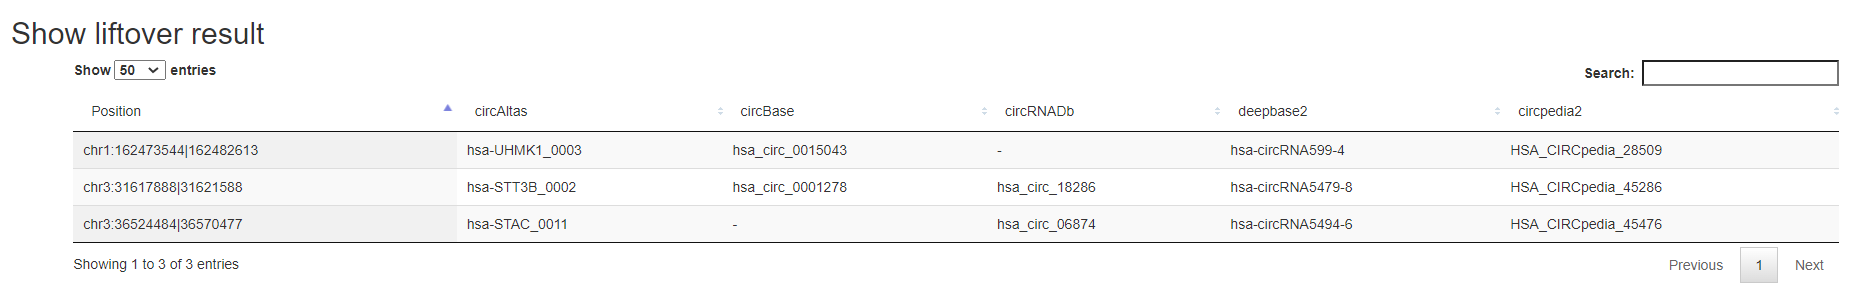 Show liftover result
Show 50 entries Search:
Position circAltas circBase circRNADb deepbase2 circpedia2
chr1:162473544|162482613 hsa-UHMK1_0003 hsa_circ_0015043 - hsa-circRNA599-4 HSA_CIRCpedia_28509
chr3:31617888|31621588 hsa-STT3B_0002 hsa_circ_0001278 hsa_circ_18286 hsa-circRNA5479-8 HSA_CIRCpedia_45286
chr3:36524484|36570477 hsa-STAC_0011 - hsa_circ_06874 hsa-circRNA5494-6 HSA_CIRCpedia_45476
Showing 1 to 3 of 3 entries Previous 1 Next